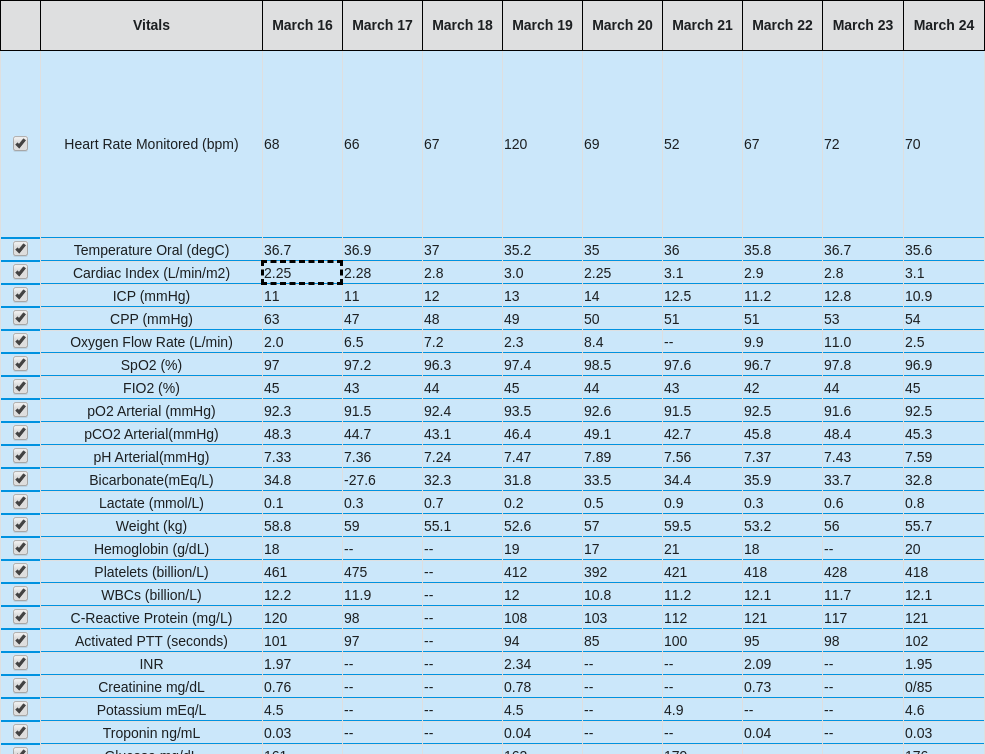 Vitals March 16 March 17 March 18 March 19 March 20 March 21 March 22 March 23 March 24
Heart Rate Monitored (bpm) 68 66 67 120 69 52 67 72 70
Temperature Oral (degC) 36.7 36.9 37 35.2 35 36 35.8 36.7 35.6
Cardiac Index (L/min/m2) 2.25 2.28 2.8 3.0 2.25 3.1 2.9 2.8 3.1
ICP (mmHg) 11 11 12 13 14 12.5 11.2 12.8 10.9
CPP (mmHg) 63 47 48 49 50 51 51 53 54
Oxygen Flow Rate (L/min) 2.0 6.5 7.2 2.3 8.4 -- 9.9 11.0 2.5
SpO2 (%) 97 97.2 96.3 97.4 98.5 97.6 96.7 97.8 96.9
FIO2 (%) 45 43 44 45 44 43 42 44 45
pO2 Arterial (mmHg) 92.3 91.5 92.4 93.5 92.6 91.5 92.5 91.6 92.5
pCO2 Arterial(mmHg) 48.3 44.7 43.1 46.4 49.1 42.7 45.8 48.4 45.3
pH Arterial(mmHg) 7.33 7.36 7.24 7.47 7.89 7.56 7.37 7.43 7.59
Bicarbonate(mEq/L) 34.8 -27.6 32.3 31.8 33.5 34.4 35.9 33.7 32.8
Lactate (mmol/L) 0.1 0.3 0.7 0.2 0.5 0.9 0.3 0.6 0.8
Weight (kg) 58.8 59 55.1 52.6 57 59.5 53.2 56 55.7
Hemoglobin (g/dL) 18 -- -- 19 17 21 18 -- 20
Platelets (billion/L) 461 475 -- 412 392 421 418 428 418
WBCs (billion/L) 12.2 11.9 -- 12 10.8 11.2 12.1 11.7 12.1
C-Reactive Protein (mg/L) 120 98 -- 108 103 112 121 117 121
Activated PTT (seconds) 101 97 -- 94 85 100 95 98 102
INR 1.97 -- -- 2.34 -- -- 2.09 -- 1.95
Creatinine mg/dL 0.76 -- -- 0.78 -- -- 0.73 -- 0/85
Potassium mEq/L 4.5 -- -- 4.5 -- 4.9 -- -- 4.6
Troponin ng/mL 0.03 -- -- 0.04 -- -- 0.04 -- 0.03